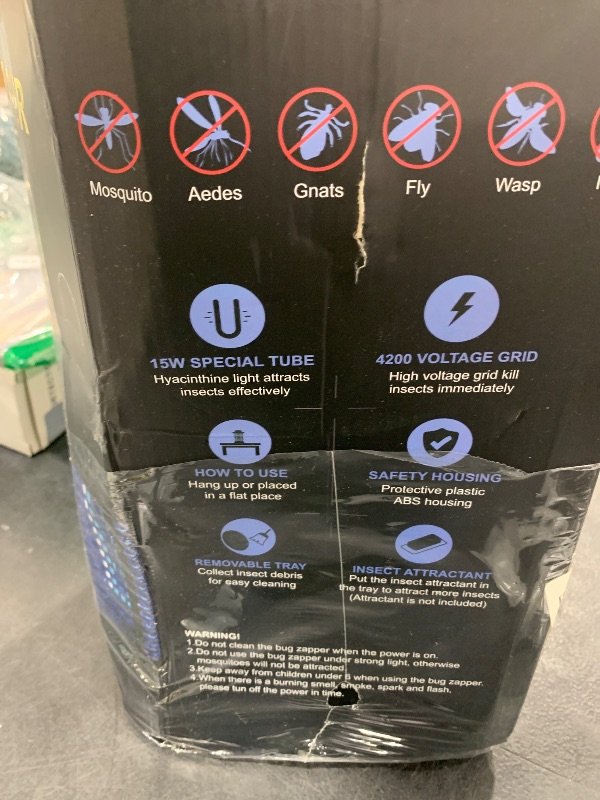 R
Mosquito Aedes Gnats Fly Wasp
15W SPECIAL TUBE
Hyacinthine light attracts
insects effectively
4200 VOLTAGE GRID
High voltage grid kill
insects immediately
HOW TO USE
Hang up or placed
in a flat place
SAFETY HOUSING
Protective plastic
ABS housing
REMOVABLE TRAY
Collect insect debris
for easy cleaning
INSECT ATTRACTANT
Put the insect attractant in
the tray to attract more insects
(Attractant is not included)
WARNING!
1.Do not clean the bug zapper when the power is on.
2.Do not use the bug zapper under strong light, otherwise
mosquitoes will not be attracted
3.Keep away from children under 6 when using the bug zapper.
4.When there is a burning smell, smoke, spark and flash,
please tun off the power in time.